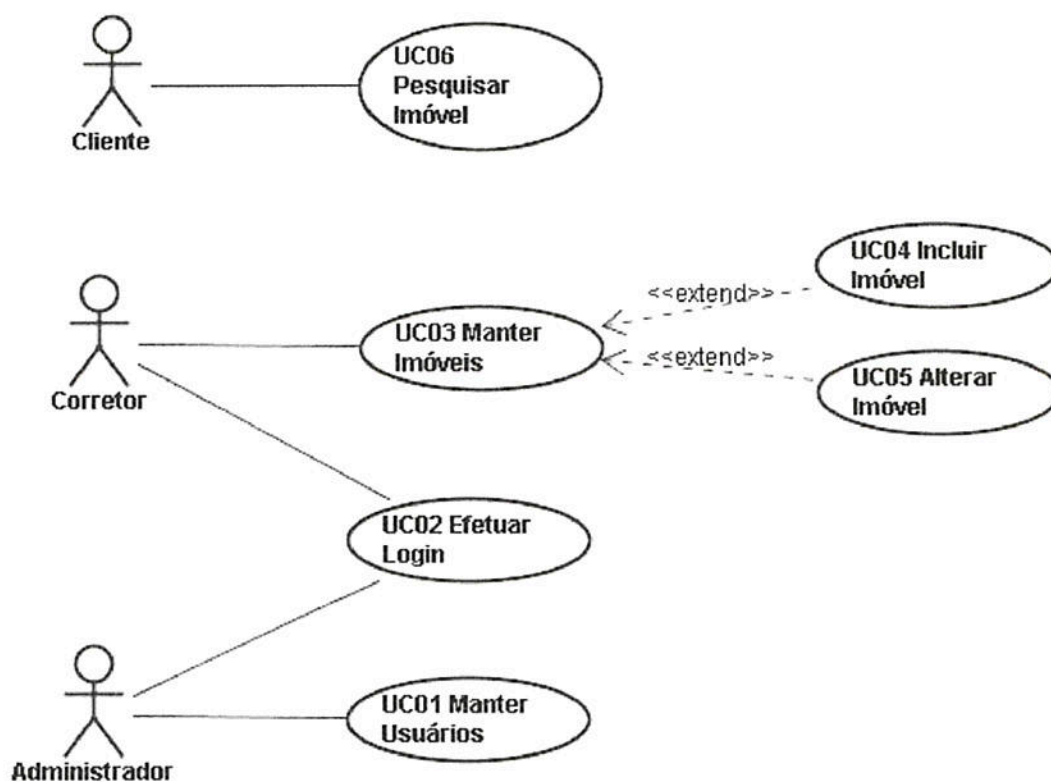 UC06
Pesquisar
Imóvel
Cliente
UC04 Incluir
Imóvel
<<extend>>
UC03 Manter
Imóveis
<<extend>>
UC05 Alterar
Imóvel
Corretor
UC02 Efetuar
Login
UC01 Manter
Usuários
Administrador